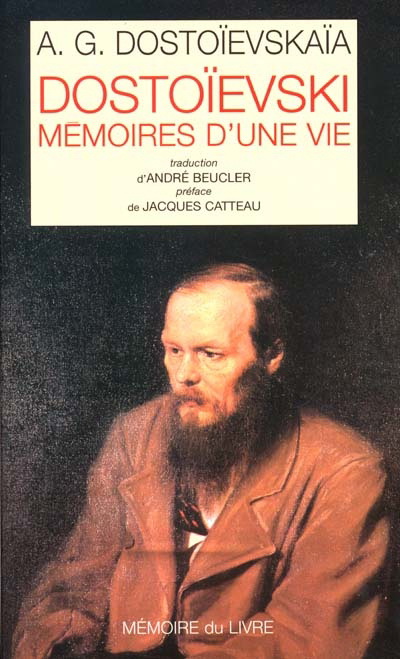 A. G. DOSTOÏEVSKAÏA
DOSTOÏEVSKI
MÉMOIRES D'UNE VIE
traduction
d'ANDRÉ BEUCLER
préface
de JACQUES CATTEAU
MÉMOIRE du LIVRE